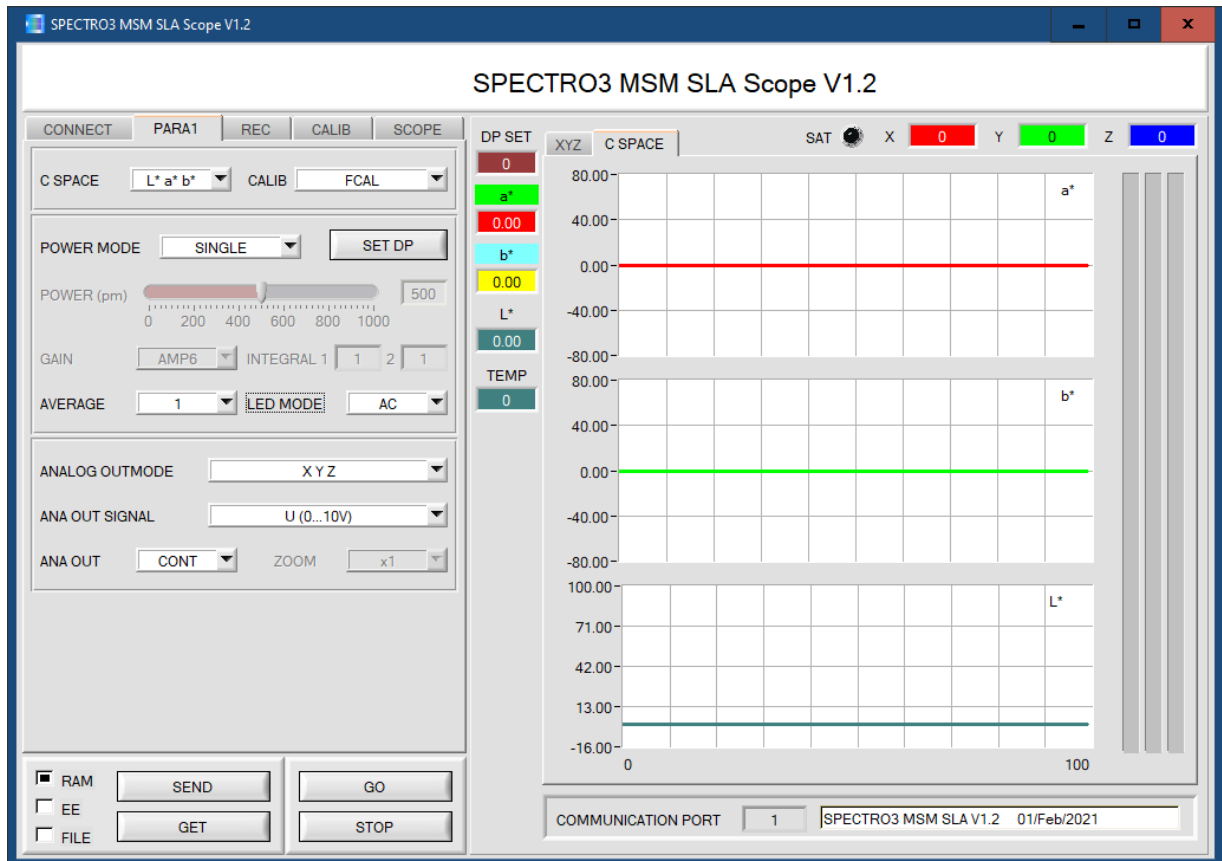 SPECTRO3 MSM SLA Scope V1.2
SPECTRO3 MSM SLA Scope V1.2
CONNECT PARA1 REC CALIB SCOPE
C SPACE L* a* b* CALIB FCAL
POWER MODE SINGLE SET DP
POWER (pm) 500
0 200 400 600 800 1000
GAIN AMP6 INTEGRAL 1 1 2 1
AVERAGE 1 LED MODE AC
ANALOG OUTMODE X Y Z
ANA OUT SIGNAL U (0...10V)
ANA OUT CONT ZOOM x1
RAM
EE
FILE
SEND
GET
GO
STOP
DP SET
0
a*
0.00
b*
0.00
L*
0.00
TEMP
0
XYZ C SPACE SAT X 0 Y 0 Z 0
80.00
a*
40.00
0.00
-40.00
-80.00
80.00
b*
40.00
0.00
-40.00
-80.00
100.00
L*
71.00
42.00
13.00
-16.00
0 100
COMMUNICATION PORT 1 SPECTRO3 MSM SLA V1.2 01/Feb/2021